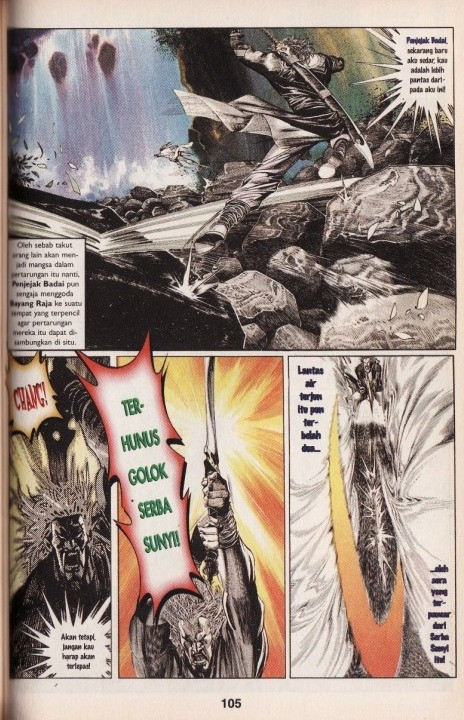 Penjejak Badai,
sekarang baru
aku sedar, kau
adalah lebih
pantas dari-
pada aku ini!
Oleh sebab takut
orang lain akan men-
jadi mangsa dalam
pertarungan itu nanti,
Penjejak Badai pun
sengaja menggoda
Bayang Raja ke suatu
tempat yang terpencil
agar pertarungan
mereka itu dapat di-
sambungkan di situ.
CHANG!
TER-
HUNUS
GOLOK
SERBA
SUNYI!!
Akan tetapi,
jangan kau
harap akan
terlepas!
Lantas
air
terjun
itu pun
ter-
belah
dua...
...oleh
aura
yang
ter-
pancar
dari
Serba
Sunyi
itu!
105